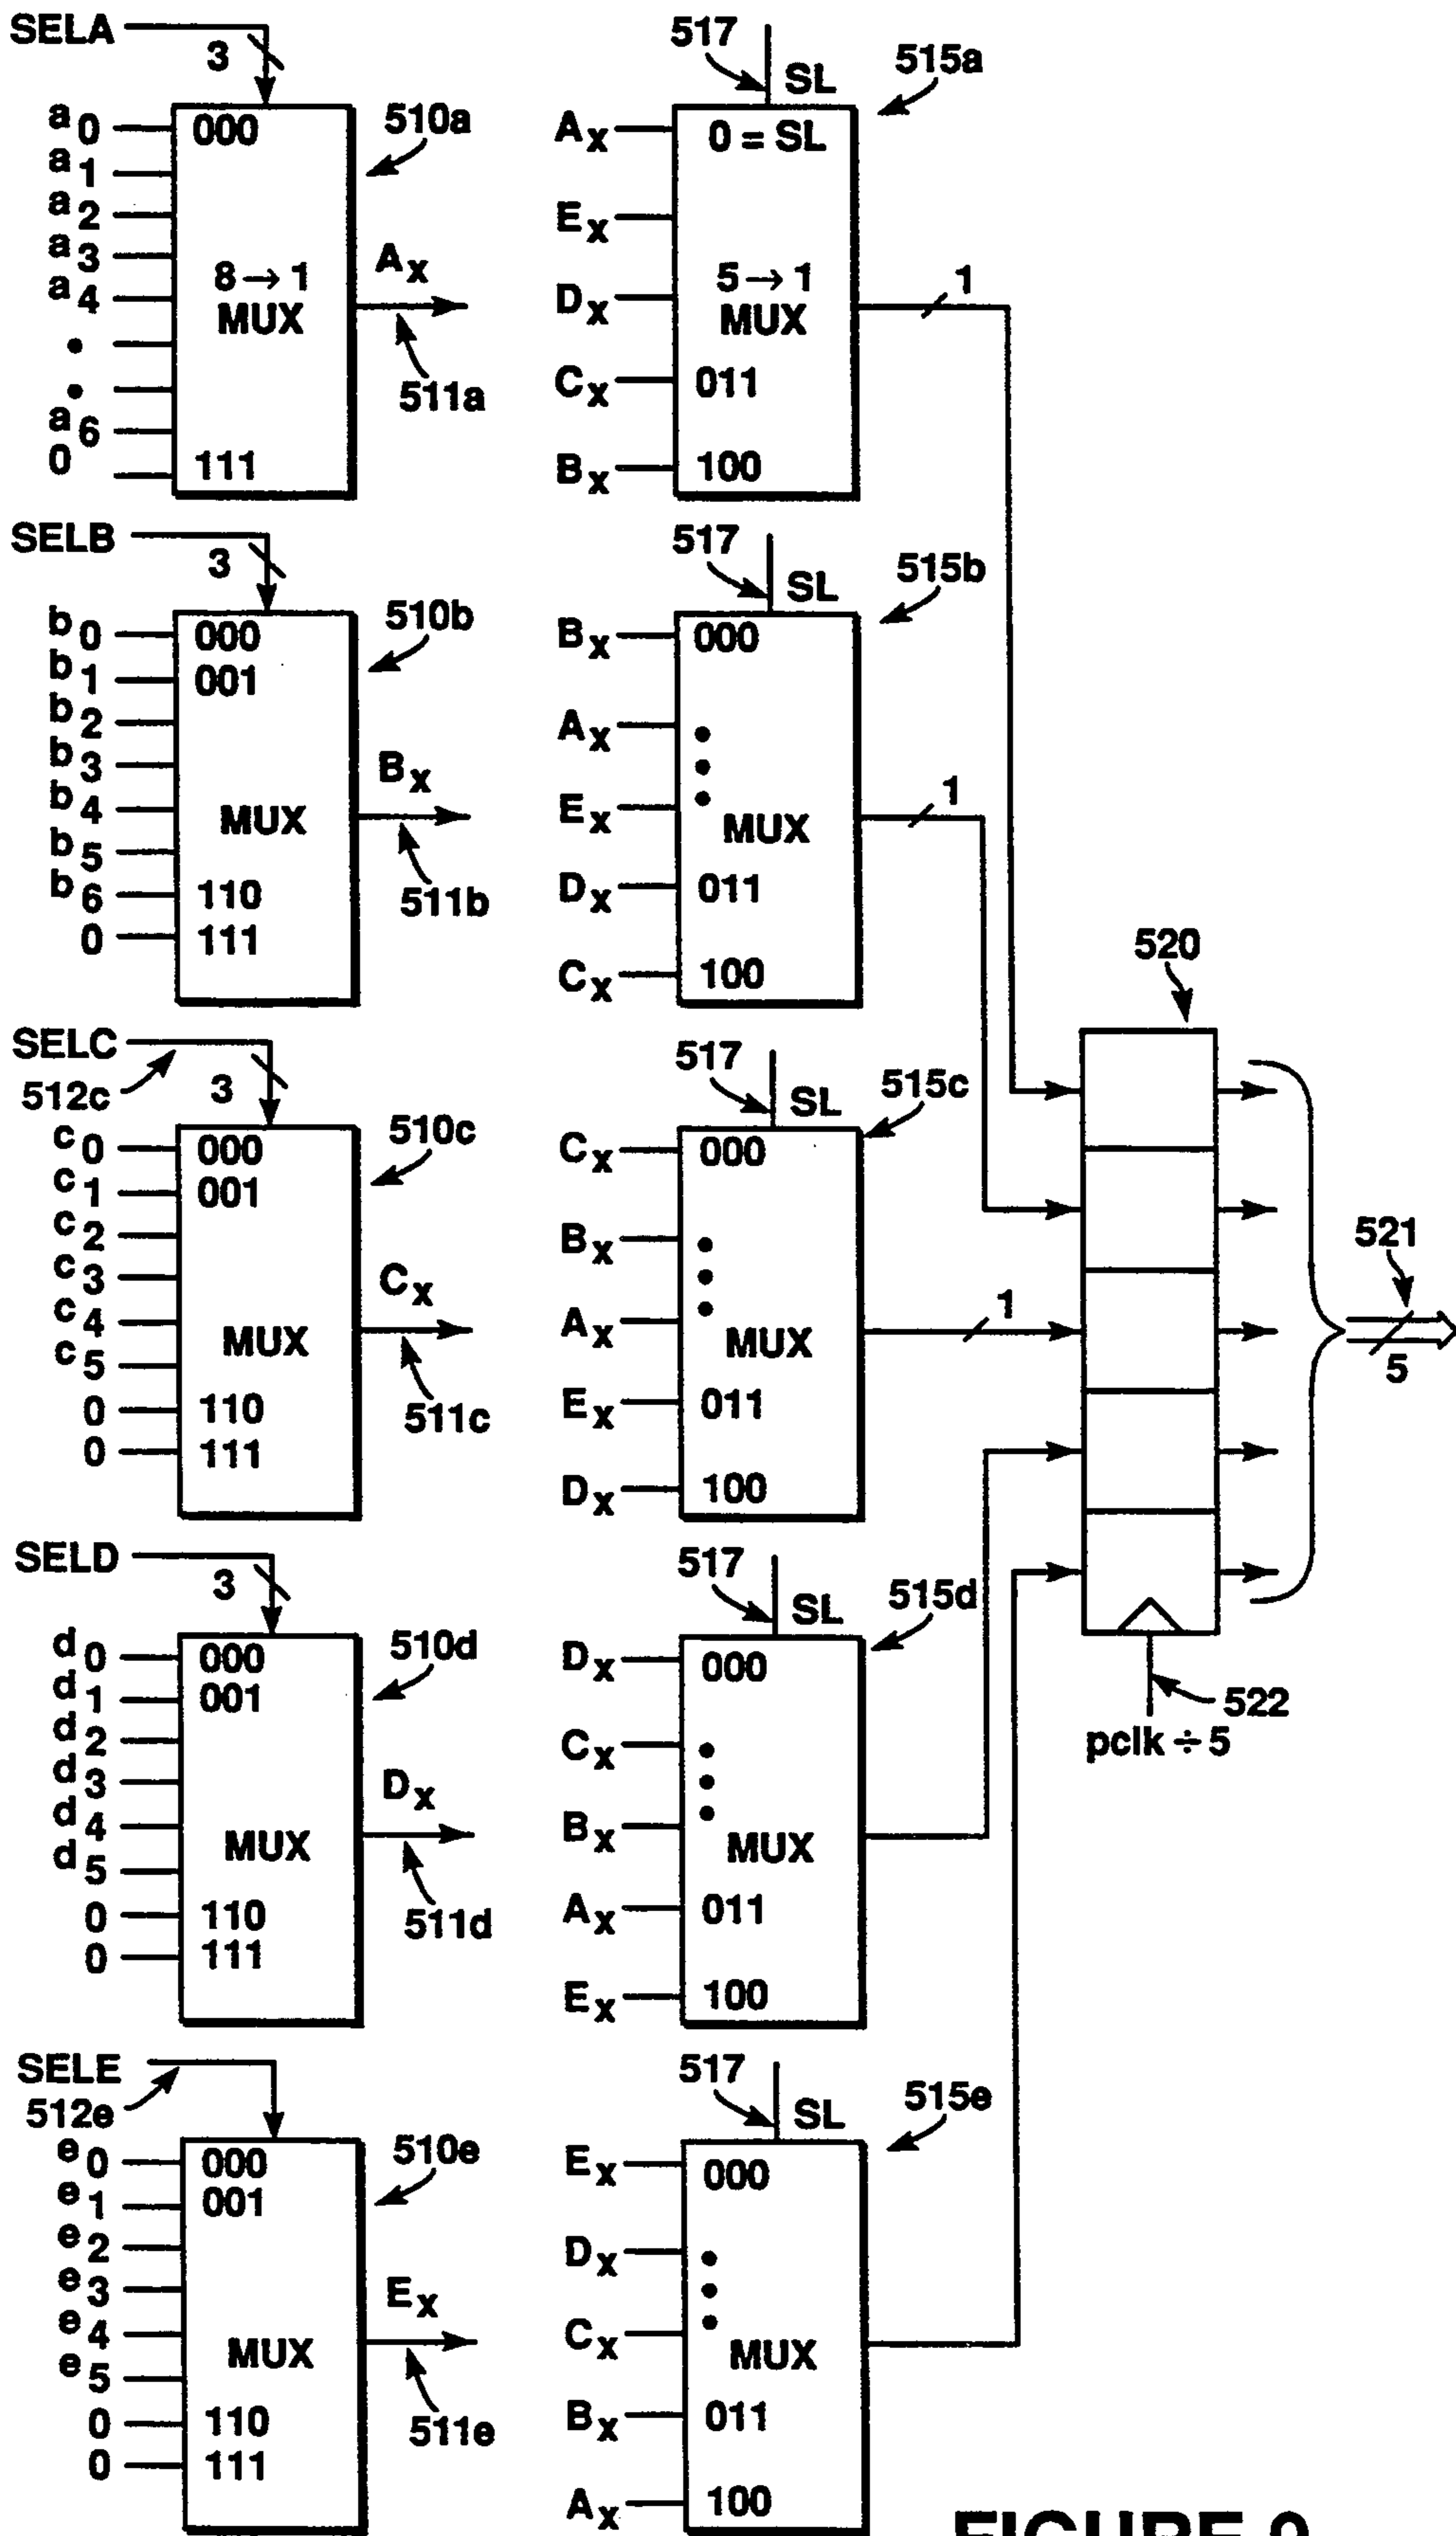 SELA
3
a0
a1
a2
a3
a4
•
•
a6
0
000
8→1
MUX
111
510a
Ax
511a
517
SL
515a
Ax
Ex
Dx
Cx
Bx
0 = SL
5→1
MUX
011
100
1
SELB
3
b0
b1
b2
b3
b4
b5
b6
0
000
001
MUX
110
111
510b
Bx
511b
517
SL
515b
Bx
Ax
Ex
Dx
Cx
000
•
•
•
MUX
011
100
1
SELC
512c
3
c0
c1
c2
c3
c4
c5
0
0
000
001
MUX
110
111
510c
Cx
511c
517
SL
515c
Cx
Bx
Ax
Ex
Dx
000
•
•
•
MUX
011
100
1
520
521
5
522
pclk ÷ 5
SELD
3
d0
d1
d2
d3
d4
d5
0
0
000
001
MUX
110
111
510d
Dx
511d
517
SL
515d
Dx
Cx
Bx
Ax
Ex
000
•
•
•
MUX
011
100
SELE
512e
e0
e1
e2
e3
e4
e5
0
0
000
001
MUX
110
111
510e
Ex
511e
517
SL
515e
Ex
Dx
Cx
Bx
Ax
000
•
•
•
MUX
011
100
FIGURE 9